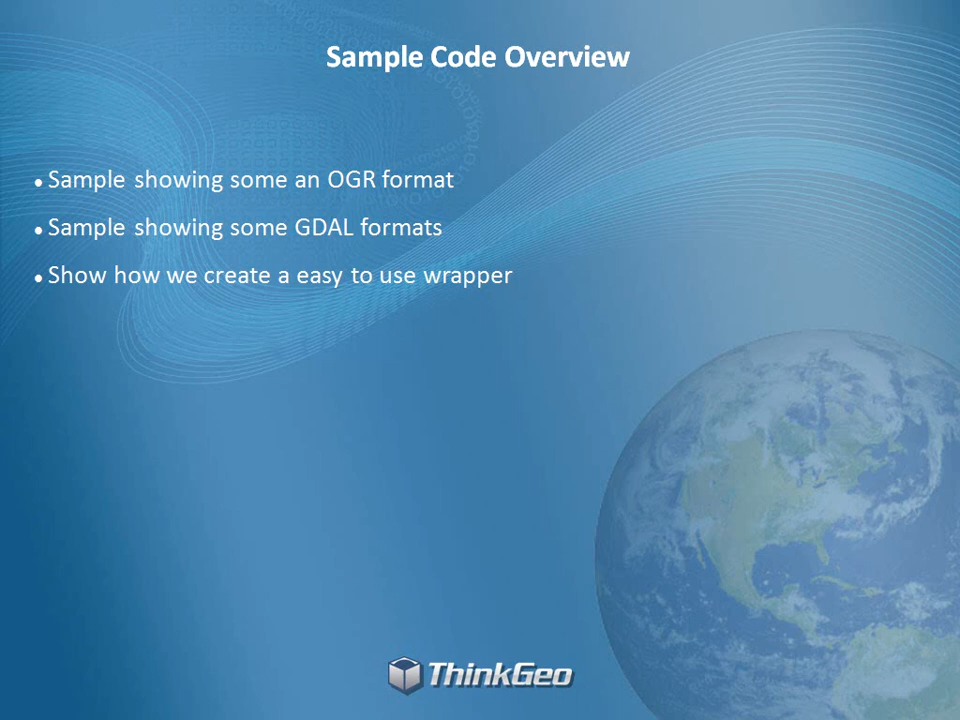 Sample Code Overview
Sample showing some an OGR format
Sample showing some GDAL formats
Show how we create a easy to use wrapper
ThinkGeo